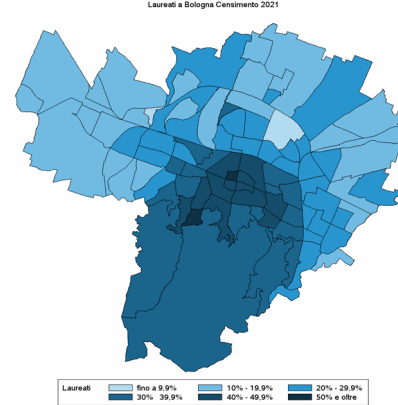 Laureati a Bologna Censimento 2021
Laureati fino a 9,9% 10% - 19,9% 20% - 29,9%
30% 39,9% 40% - 49,9% 50% e oltre